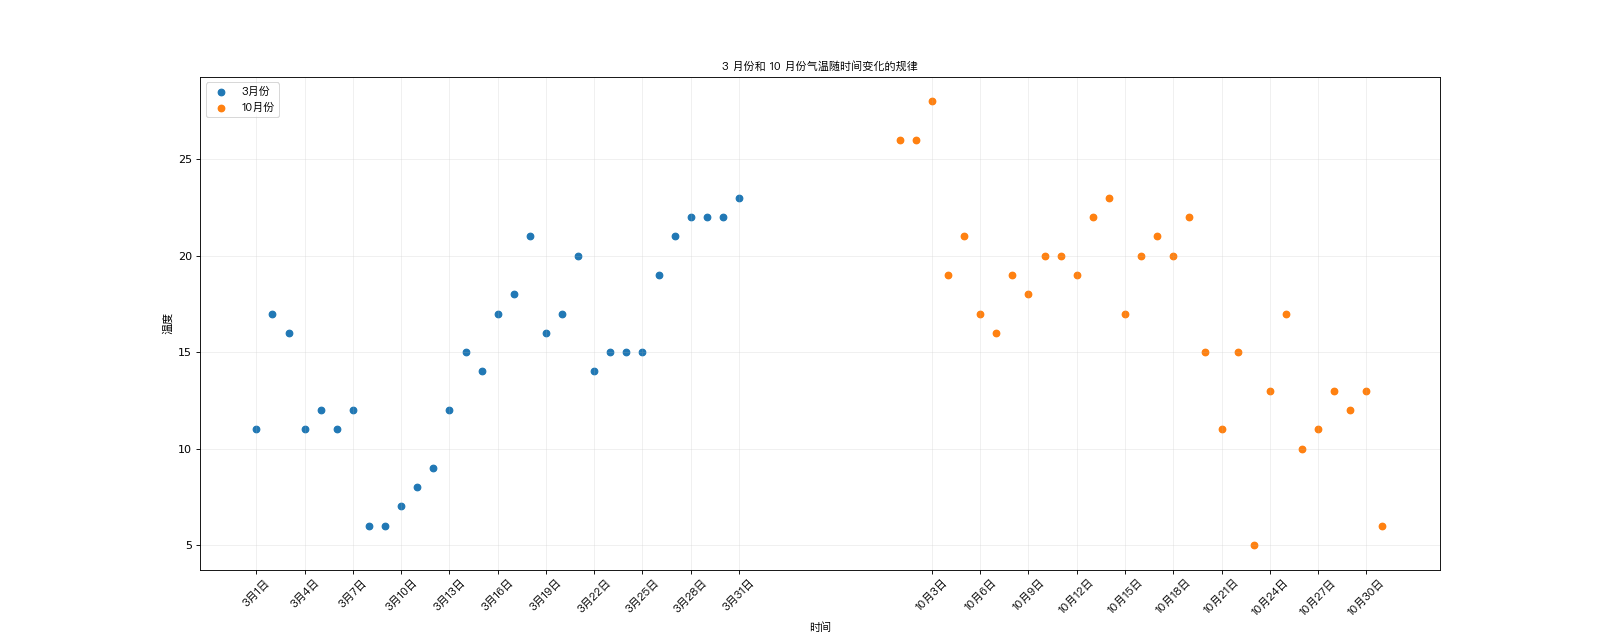 3 月份和 10 月份气温随时间变化的规律
3月份
10月份
温度
25
20
15
10
5
3月1日
3月4日
3月7日
3月10日
3月13日
3月16日
3月19日
3月22日
3月25日
3月28日
3月31日
10月3日
10月6日
10月9日
10月12日
10月15日
10月18日
10月21日
10月24日
10月27日
10月30日
时间